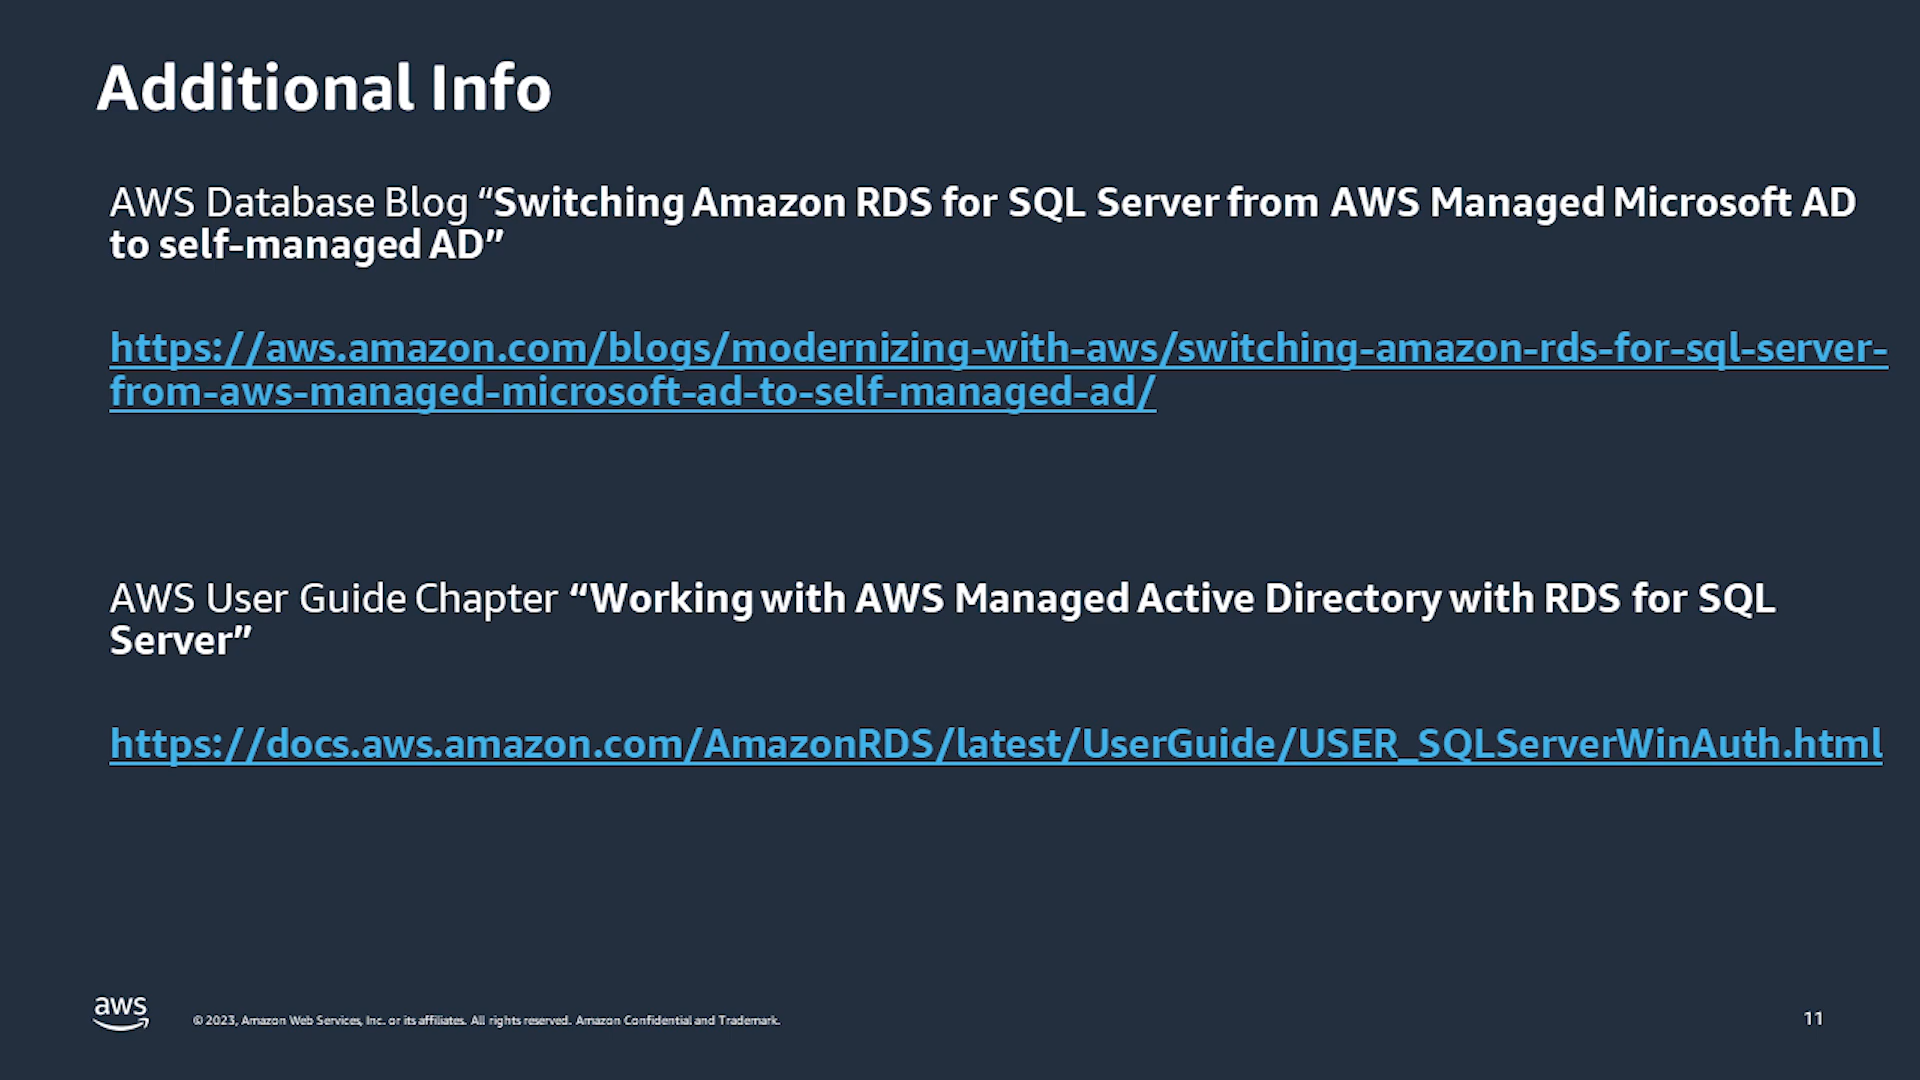 Additional Info
AWS Database Blog “Switching Amazon RDS for SQL Server from AWS Managed Microsoft AD
to self-managed AD”
https://aws.amazon.com/blogs/modernizing-with-aws/switching-amazon-rds-for-sql-server-
from-aws-managed-microsoft-ad-to-self-managed-ad/
AWS User Guide Chapter “Working with AWS Managed Active Directory with RDS for SQL
Server”
https://docs.aws.amazon.com/AmazonRDS/latest/UserGuide/USER_SQLServerWinAuth.html
aws
© 2023, Amazon Web Services, Inc. or its affiliates. All rights reserved. Amazon Confidential and Trademark.
11